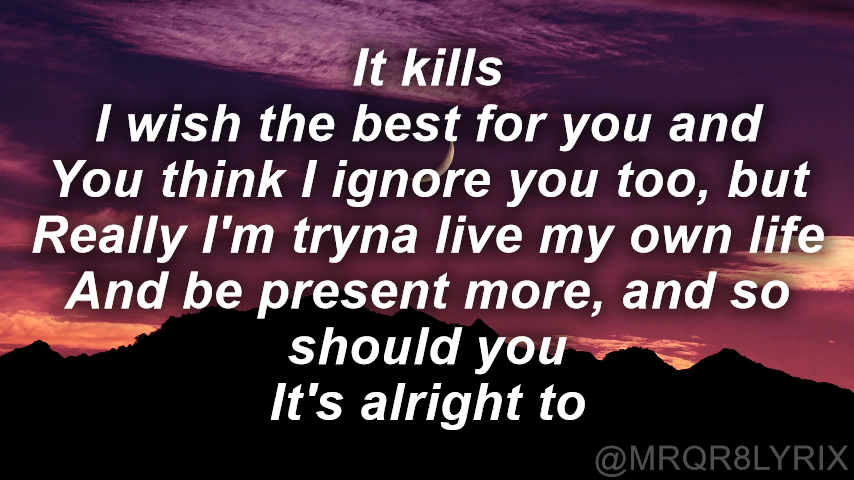 It kills
I wish the best for you and
You think I ignore you too, but
Really I'm tryna live my own life
And be present more, and so
should you
It's alright to
@MRQR8LYRIX